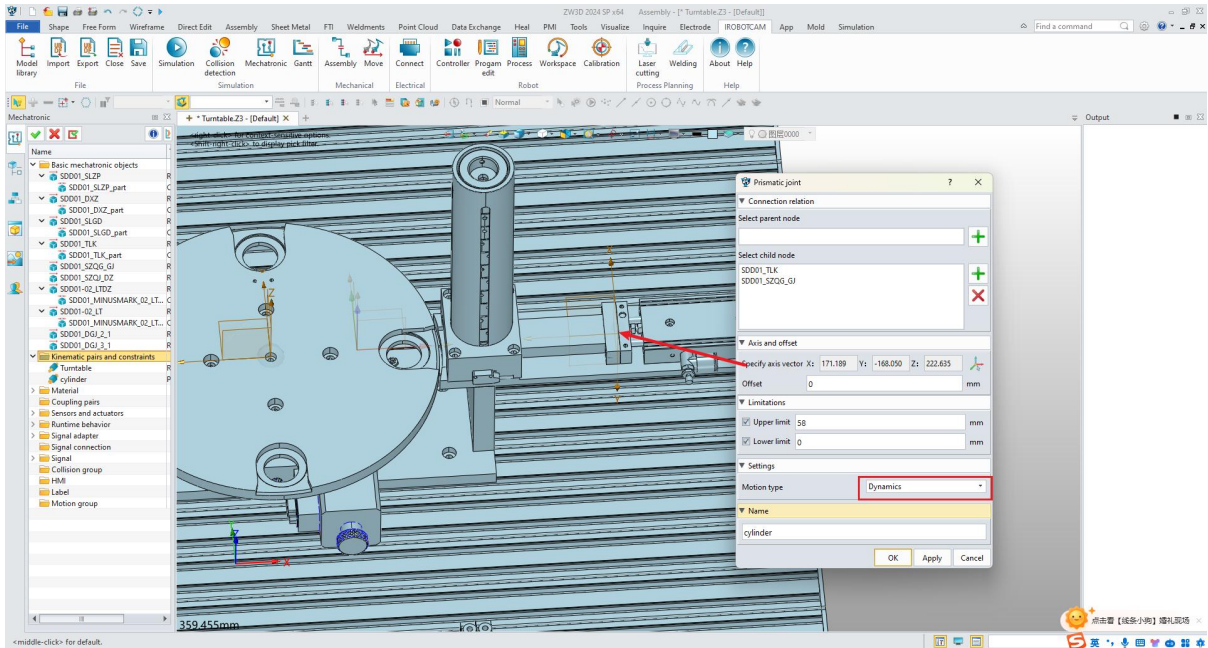 ZW3D 2024 SP x64 Assembly - [* Turntable.Z3 - [Default]]
File Shape Free Form Wireframe Direct Edit Assembly Sheet Metal FTI Weldments Point Cloud Data Exchange Heal PMI Tools Visualize Inquire Electrode IROBOTCAM App Mold Simulation Find a command
Model library Import Export Close Save Simulation Collision detection Mechatronic Gantt Assembly Move Connect Controller Progam edit Process Workspace Calibration Laser cutting Welding About Help
File Simulation Mechanical Electrical Robot Process Planning Help
Normal
Mechatronic
* Turntable.Z3 - [Default]
Output
<right-click> for context-sensitive options.
<Shift-right-click> to display pick filter.
图层0000
Name
Basic mechatronic objects
SDD01_SLZP
SDD01_SLZP_part
SDD01_DXZ
SDD01_DXZ_part
SDD01_SLGD
SDD01_SLGD_part
SDD01_TLK
SDD01_TLK_part
SDD01_SZQG_GJ
SDD01_SZQJ_DZ
SDD01-02_LTDZ
SDD01_MINUSMARK_02_LT...
SDD01-02_LT
SDD01_MINUSMARK_02_LT...
SDD01_DGJ_2_1
SDD01_DGJ_3_1
Kinematic pairs and constraints
Turntable
cylinder
Material
Coupling pairs
Sensors and actuators
Runtime behavior
Signal adapter
Signal connection
Signal
Collision group
HMI
Label
Motion group
Z
Y
X
359.455mm
Prismatic joint ? X
Connection relation
Select parent node
Select child node
SDD01_TLK
SDD01_SZQG_GJ
Axis and offset
Specify axis vector X: 171.189 Y: -168.050 Z: 222.635
Offset 0 mm
Limitations
Upper limit 58 mm
Lower limit 0 mm
Settings
Motion type Dynamics
Name
cylinder
OK Apply Cancel
点击看【线条小狗】婚礼现场
<middle-click> for default.
英